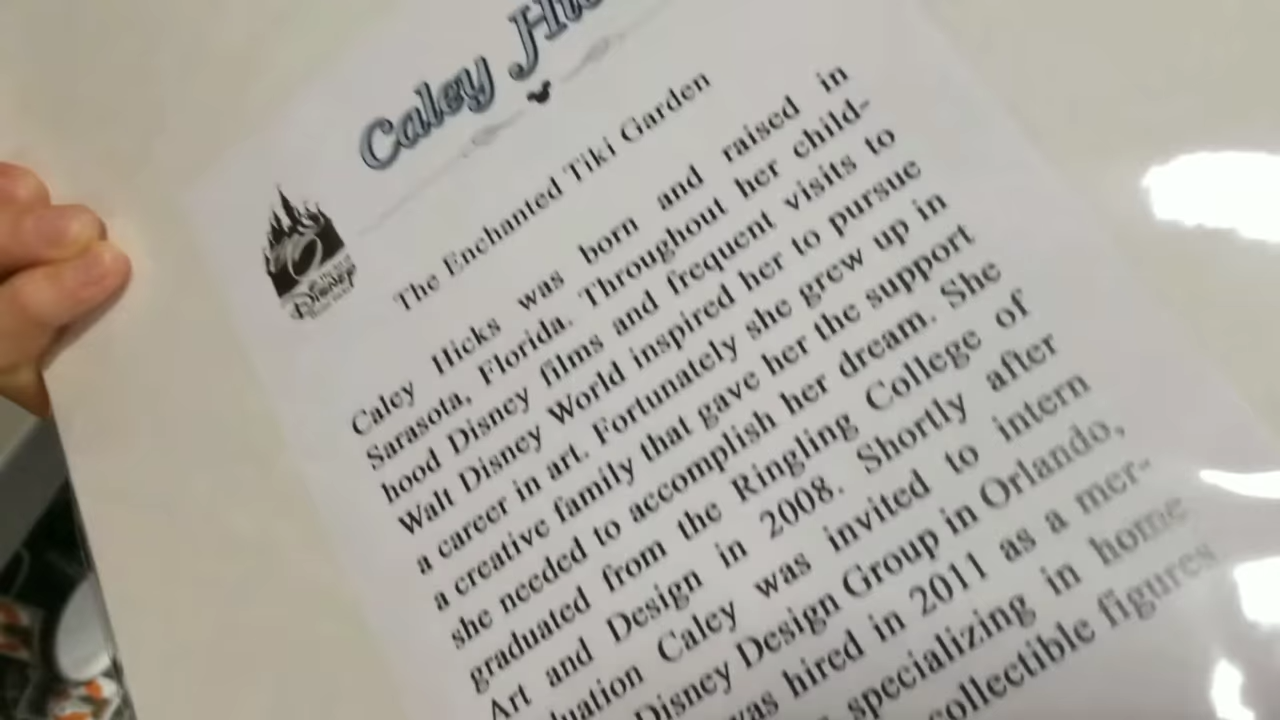 Caley
The Enchanted Tiki Garden
DISNEY
Caley Hicks was born and raised in
Sarasota, Florida. Throughout her child-
hood Disney films and frequent visits to
Walt Disney World inspired her to pursue
a career in art. Fortunately she grew up in
a creative family that gave her the support
she needed to accomplish her dream. She
graduated from the Ringling College of
Art and Design in 2008. Shortly after
Caley was invited to intern
Disney Design Group in Orlando,
was hired in 2011 as a mer-
specializing in home
collectible figures